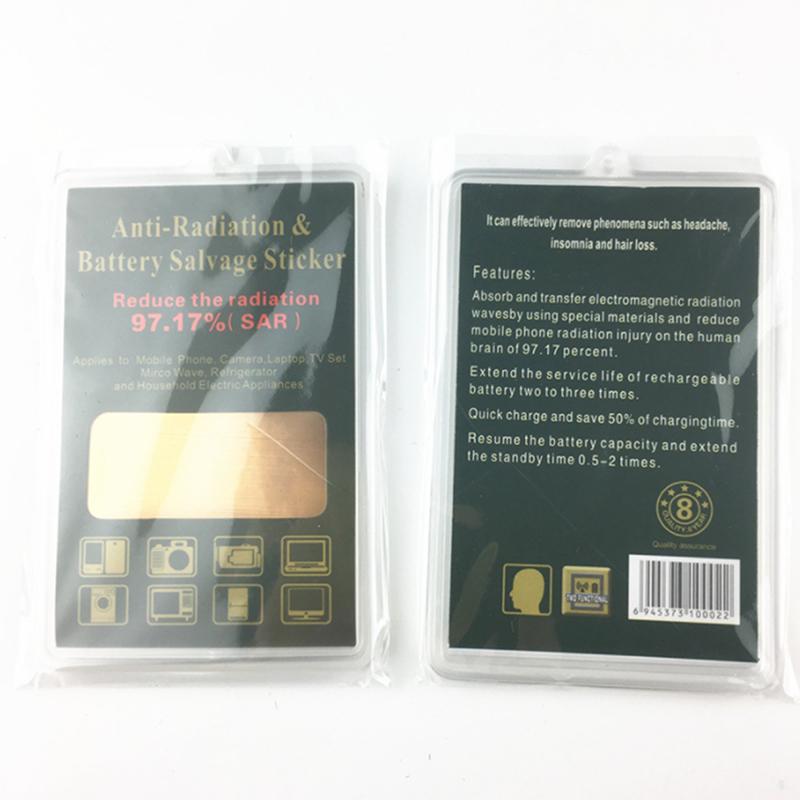 Anti-Radiation &
Battery Salvage Sticker
Reduce the radiation
97.17%( SAR )
Applies to Mobile Phone, Camera,Laptop,TV Set
Mirco Wave, Refrigerator
and Household Electric Appliances
It can effectively remove phenomena such as headache,
insomnia and hair loss.
Features:
Absorb and transfer electromagnetic radiation
wavesby using special materials and reduce
mobile phone radiation injury on the human
brain of 97.17 percent.
Extend the service life of rechargeable
battery two to three times.
Quick charge and save 50% of chargingtime.
Resume the battery capacity and extend
the standby time 0.5-2 times.
8
QUALITY 8 YEAR
Quality assurance
TWO FUNCTIONAL
6 945373 100022